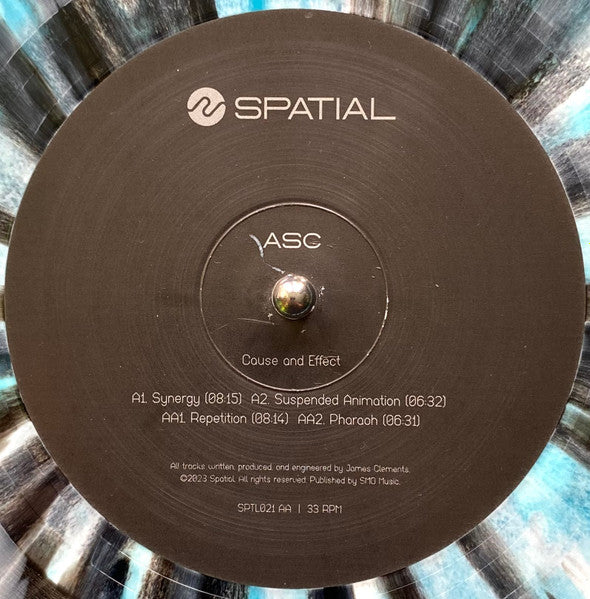 SPATIAL
ASC
Cause and Effect
A1. Synergy (08:15) A2. Suspended Animation (06:32)
AA1. Repetition (08:14) AA2. Pharaoh (06:31)
All tracks written, produced, and engineered by James Clements.
©2023 Spatial. All rights reserved. Published by SMG Music.
SPTL021 AA | 33 RPM